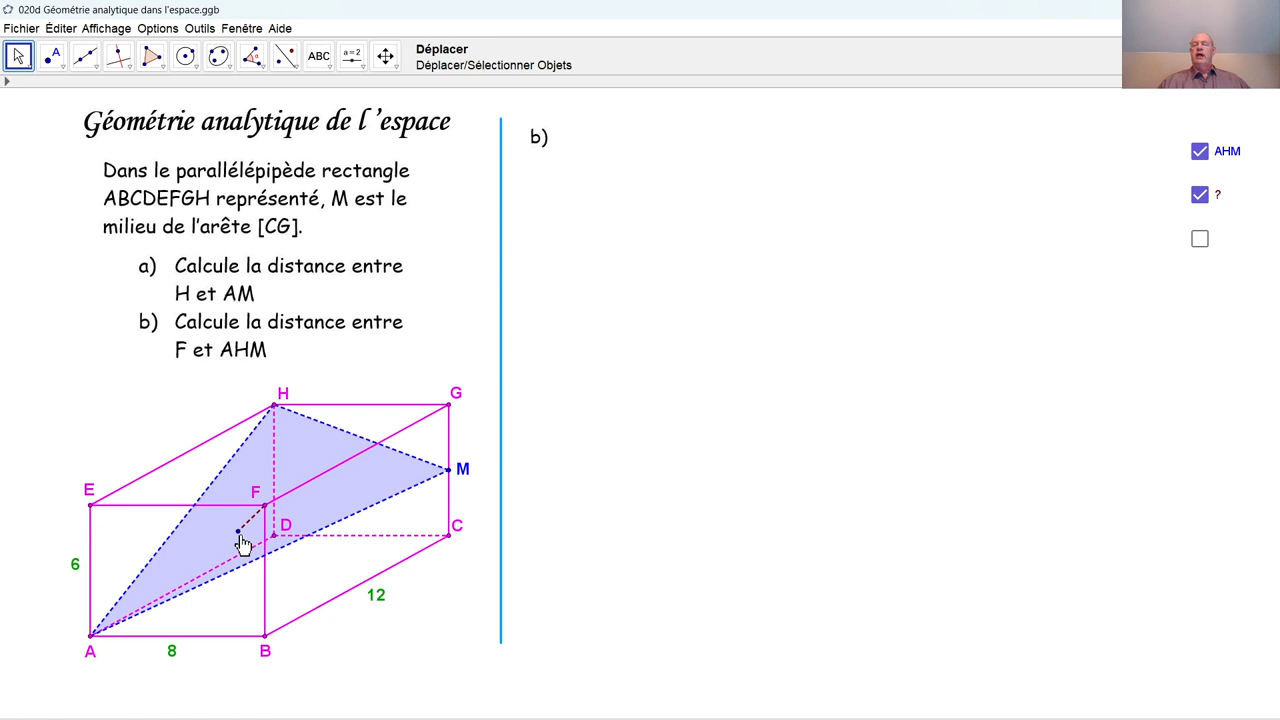 020d Géométrie analytique dans l'espace.ggb
Fichier Éditer Affichage Options Outils Fenêtre Aide
A
ABC
a=2
Déplacer
Déplacer/Sélectionner Objets
Géométrie analytique de l'espace
Dans le parallélépipède rectangle
ABCDEFGH représenté, M est le
milieu de l'arête [CG].
a) Calcule la distance entre
H et AM
b) Calcule la distance entre
F et AHM
b)
AHM
?
H
G
M
E
F
D
C
6
12
A
8
B